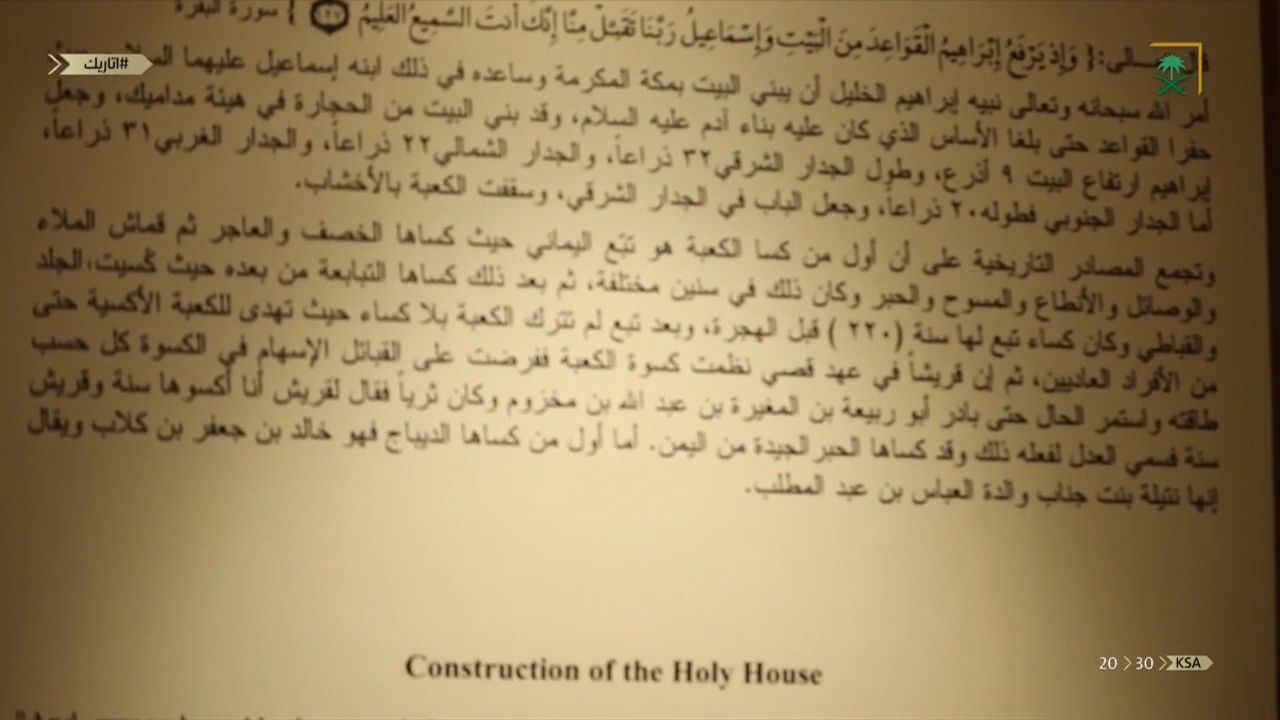 { وَإِذْ يَرْفَعُ إِبْرَاهِيمُ الْقَوَاعِدَ مِنَ الْبَيْتِ وَإِسْمَاعِيلُ رَبَّنَا تَقَبَّلْ مِنَّا إِنَّكَ أَنتَ السَّمِيعُ الْعَلِيمُ } سورة البقرة
#اتاريك
أمر الله سبحانه وتعالى نبيه إبراهيم الخليل أن يبني البيت بمكة المكرمة وساعده في ذلك ابنه إسماعيل عليهما
حفرا القواعد حتى بلغا الأساس الذي كان عليه بناء آدم عليه السلام، وقد بني البيت من الحجارة في هيئة مداميك، وجعل
إبراهيم ارتفاع البيت ٩ أذرع، وطول الجدار الشرقي ٣٢ ذراعاً، والجدار الشمالي ٢٢ ذراعاً، والجدار الغربي ٣١ ذراعاً،
أما الجدار الجنوبي فطوله ٢٠ ذراعاً، وجعل الباب في الجدار الشرقي، وسقفت الكعبة بالأخشاب.
وتجمع المصادر التاريخية على أن أول من كسا الكعبة هو تبّع اليماني حيث كساها الخصف والعاجر ثم قماش الملاء
والوصائل والأنطاع والمسوح والحبر وكان ذلك في سنين مختلفة، ثم بعد ذلك كساها التبابعة من بعده حيث كُسيت، الجلد
والقباطي وكان كساء تبع لها سنة (٢٢٠ ) قبل الهجرة، وبعد تبع لم تترك الكعبة بلا كساء حيث تهدى للكعبة الأكسية حتى
من الأفراد العاديين، ثم إن قريشاً في عهد قصي نظمت كسوة الكعبة ففرضت على القبائل الإسهام في الكسوة كل حسب
طاقته واستمر الحال حتى بادر أبو ربيعة بن المغيرة بن عبد الله بن مخزوم وكان ثرياً فقال لقريش أنا أكسوها سنة وقريش
سنة فسمي العدل لفعله ذلك وقد كساها الحبر الجيدة من اليمن. أما أول من كساها الديباج فهو خالد بن جعفر بن كلاب ويقال
إنها نتيلة بنت جناب والدة العباس بن عبد المطلب.
Construction of the Holy House
20 30 KSA